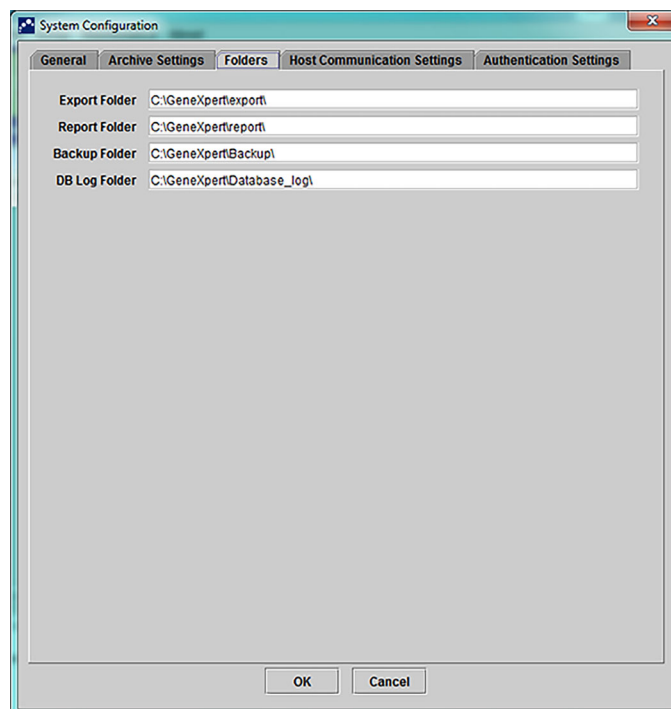 System Configuration
General Archive Settings Folders Host Communication Settings Authentication Settings
Export Folder C:\GeneXpert\export\
Report Folder C:\GeneXpert\report\
Backup Folder C:\GeneXpert\Backup\
DB Log Folder C:\GeneXpert\Database_log\
OK Cancel